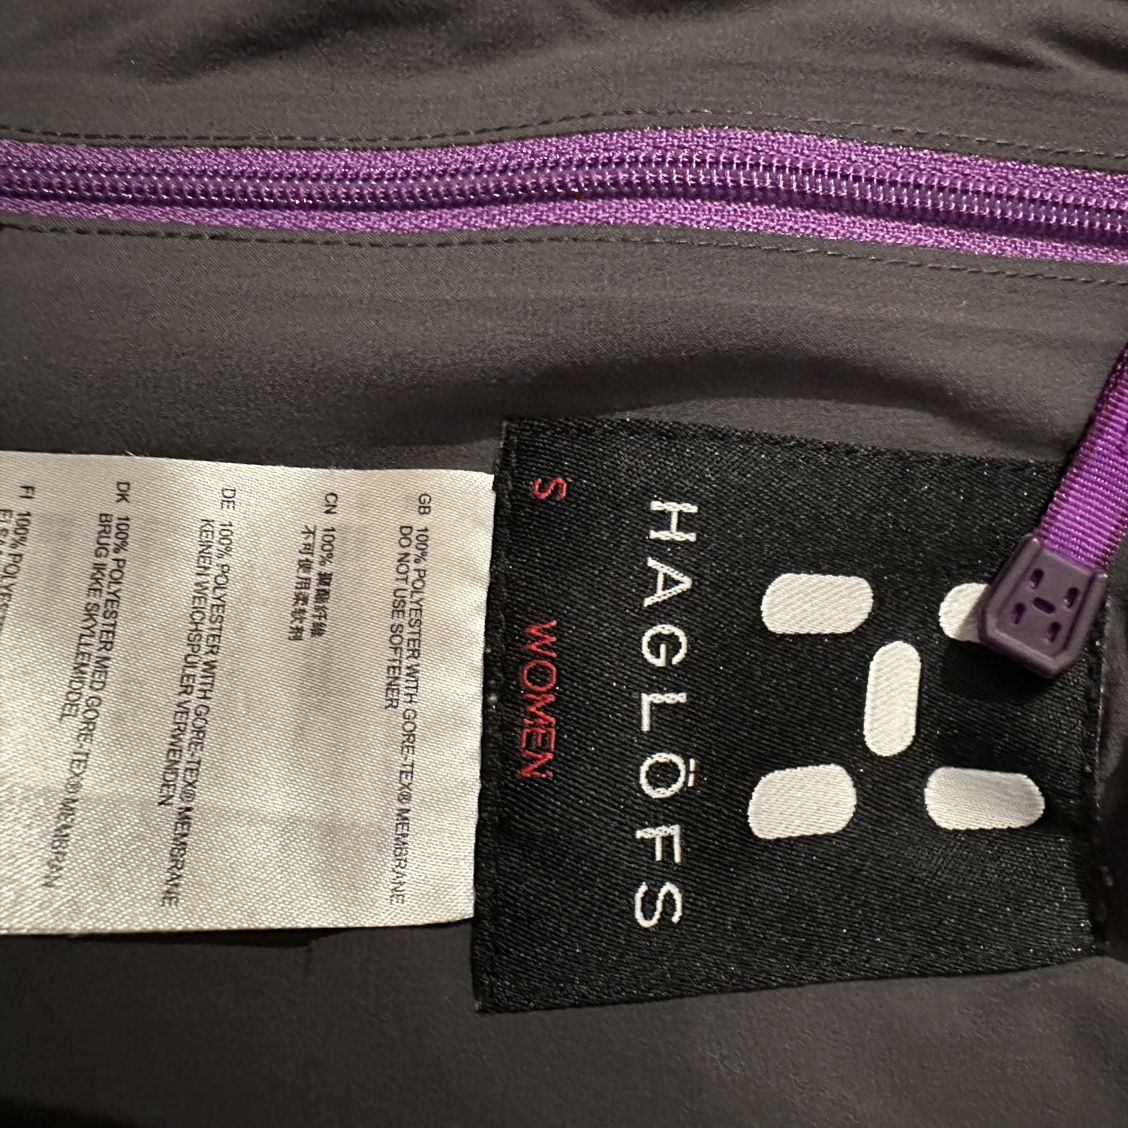 HAGLÖFS
S WOMEN
GB 100% POLYESTER WITH GORE-TEX® MEMBRANE
DO NOT USE SOFTENER
CN 100% 聚酯纤维
不可使用柔软剂
DE 100% POLYESTER WITH GORE-TEX® MEMBRANE
KEINEN WEICHSPÜLER VERWENDEN
DK 100% POLYESTER MED GORE-TEX® MEMBRAN
BRUG IKKE SKYLLEMIDDEL
FI 100% POLYESTER